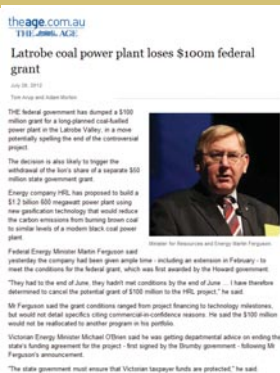 theage.com.au
THE AGE
Latrobe coal power plant loses $100m federal
grant
July 28, 2012
Tom Arup and Adam Morton
THE federal government has dumped a $100
million grant for a long-planned coal-fuelled
power plant in the Latrobe Valley, in a move
potentially spelling the end of the controversial
project.
The decision is also likely to trigger the
withdrawal of the lion's share of a separate $50
million state government grant.
Energy company HRL has proposed to build a
$1.2 billion 600 megawatt power plant using
new gasification technology that would reduce
the carbon emissions from burning brown coal
to similar levels of a modern black coal power
plant.
Minister for Resources and Energy Martin Ferguson
Federal Energy Minister Martin Ferguson said
yesterday the company had been given ample time - including an extension in February - to
meet the conditions for the federal grant, which was first awarded by the Howard government.
"They had to the end of June, they hadn't met conditions by the end of June ... I have therefore
determined to cancel the potential grant of $100 million to the HRL project," he said.
Mr Ferguson said the grant conditions ranged from project financing to technology milestones,
but would not detail specifics citing commercial-in-confidence reasons. He said the $100 million
would not be reallocated to another program in his portfolio.
Victorian Energy Minister Michael O'Brien said he was getting departmental advice on ending the
state's funding agreement for the project - first signed by the Brumby government - following Mr
Ferguson's announcement.
"The state government must ensure that Victorian taxpayer funds are protected," he said.